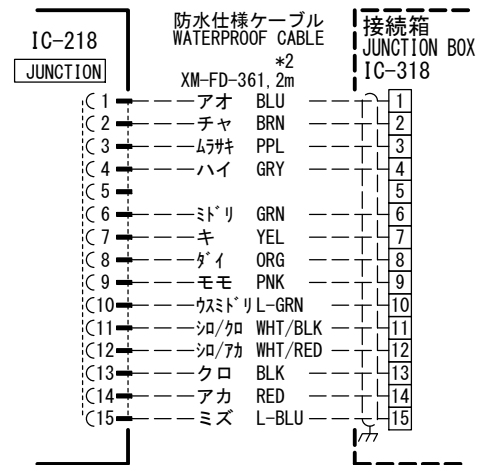 防水仕様ケーブル
WATERPROOF CABLE
*2
XM-FD-361, 2m
IC-218
JUNCTION
接続箱
JUNCTION BOX
IC-318
1 アオ BLU 1
2 チャ BRN 2
3 ムラサキ PPL 3
4 ハイ GRY 4
5 5
6 ミドリ GRN 6
7 キ YEL 7
8 ダイ ORG 8
9 モモ PNK 9
10 ウスミドリ L-GRN 10
11 シロ/クロ WHT/BLK 11
12 シロ/アカ WHT/RED 12
13 クロ BLK 13
14 アカ RED 14
15 ミズ L-BLU 15